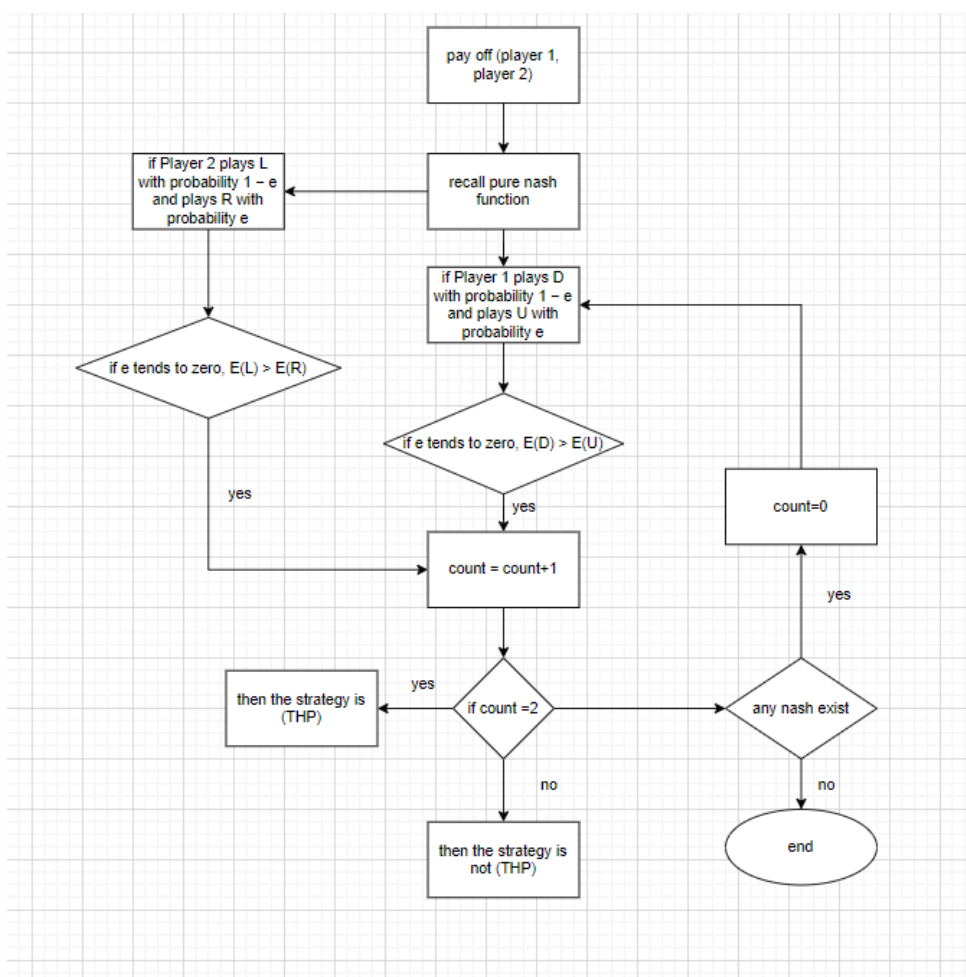 pay off (player 1,
player 2)
if Player 2 plays L
with probability 1 − e
and plays R with
probability e
recall pure nash
function
if Player 1 plays D
with probability 1 − e
and plays U with
probability e
if e tends to zero, E(L) > E(R)
if e tends to zero, E(D) > E(U)
yes
yes
count=0
count = count+1
yes
then the strategy is
(THP)
yes
if count =2
any nash exist
no
no
then the strategy is
not (THP)
end